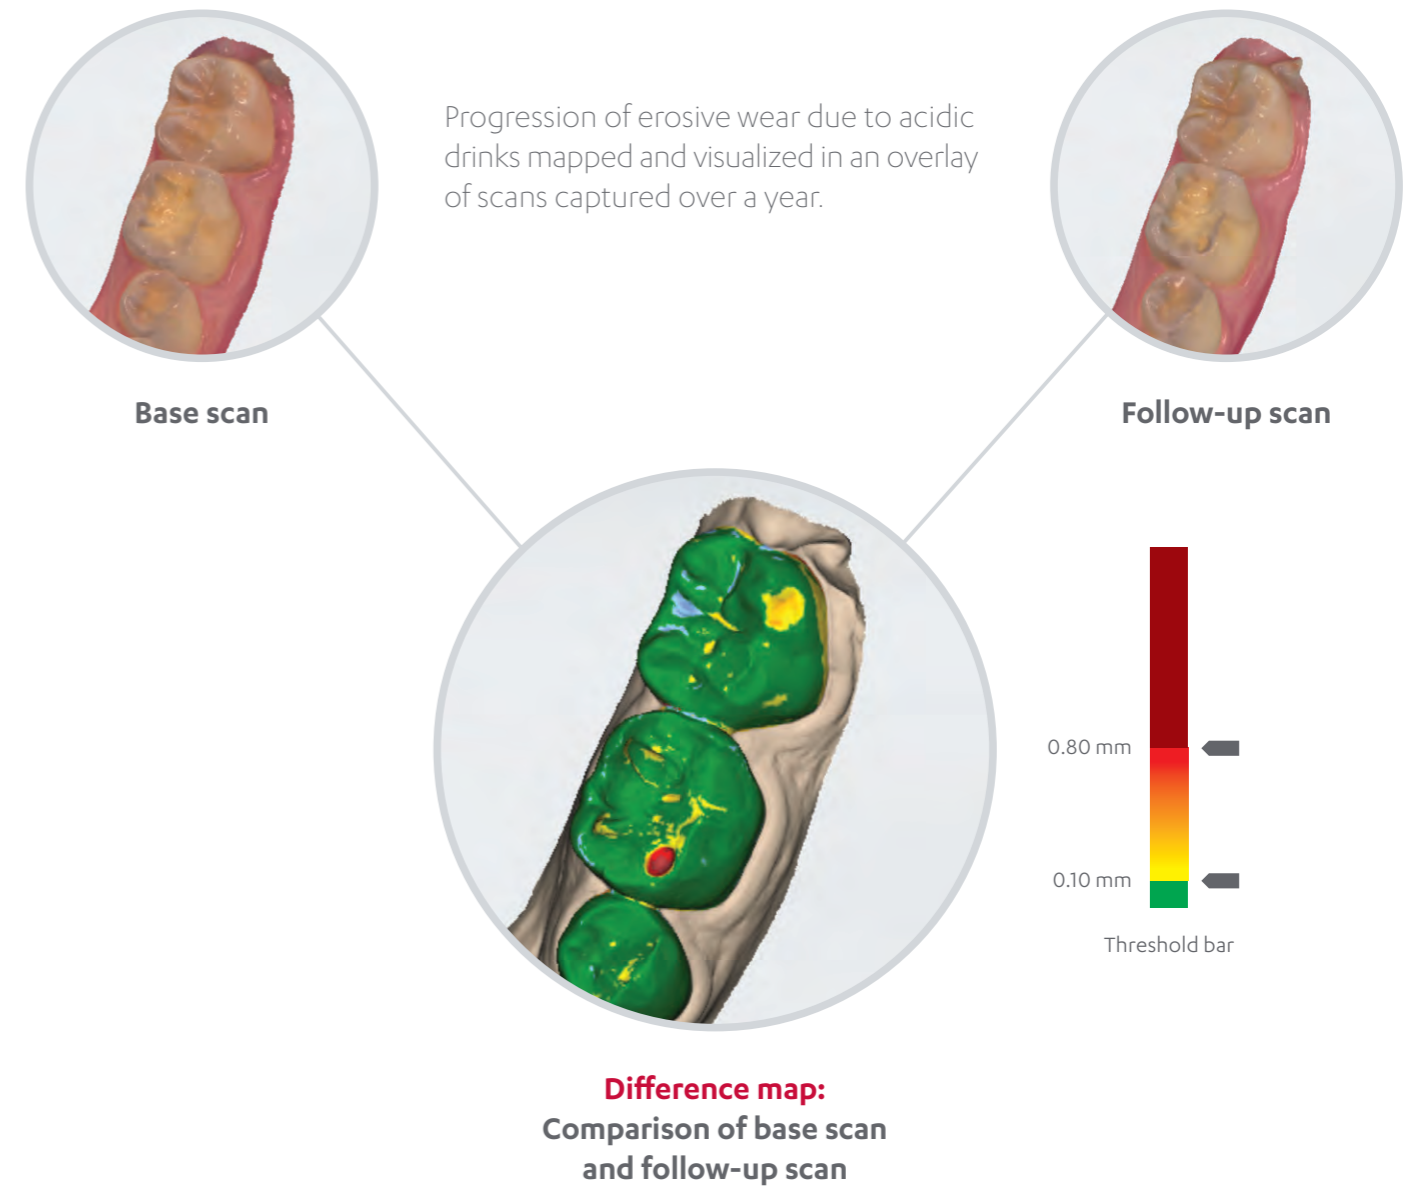 Progression of erosive wear due to acidic
drinks mapped and visualized in an overlay
of scans captured over a year.
Base scan
Follow-up scan
0.80 mm
0.10 mm
Threshold bar
Difference map:
Comparison of base scan
and follow-up scan